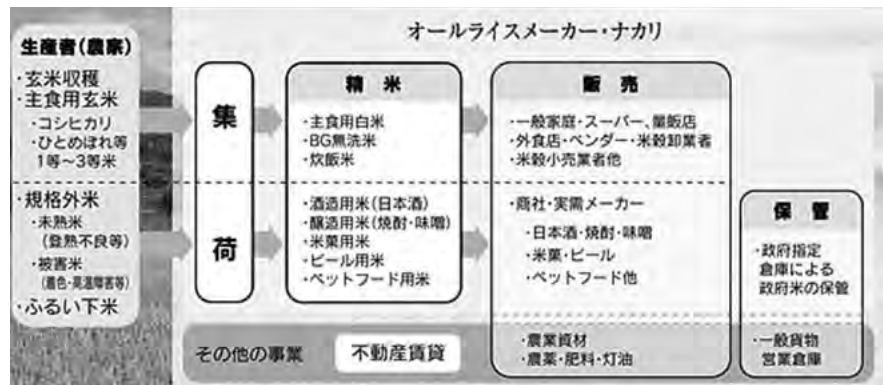 オールライスメーカー・ナカリ
生産者(農家)
・玄米収穫
・主食用玄米
・コシヒカリ
・ひとめぼれ等
1等～3等米
・規格外米
・未熟米
(登熟不良等)
・被害米
(着色・高温障害等)
・ふるい下米
集
荷
精 米
・主食用白米
・BG無洗米
・炊飯米
・酒造用米(日本酒)
・醸造用米(焼酎・味噌)
・米菓用米
・ビール用米
・ペットフード用米
販 売
・一般家庭・スーパー、量販店
・外食店・ベンダー・米穀卸業者
・米穀小売業者他
・商社・実需メーカー
・日本酒・焼酎・味噌
・米菓・ビール
・ペットフード他
・農業資材
・農薬・肥料・灯油
保 管
・政府指定
倉庫による
政府米の保管
・一般貨物
営業倉庫
その他の事業
不動産賃貸